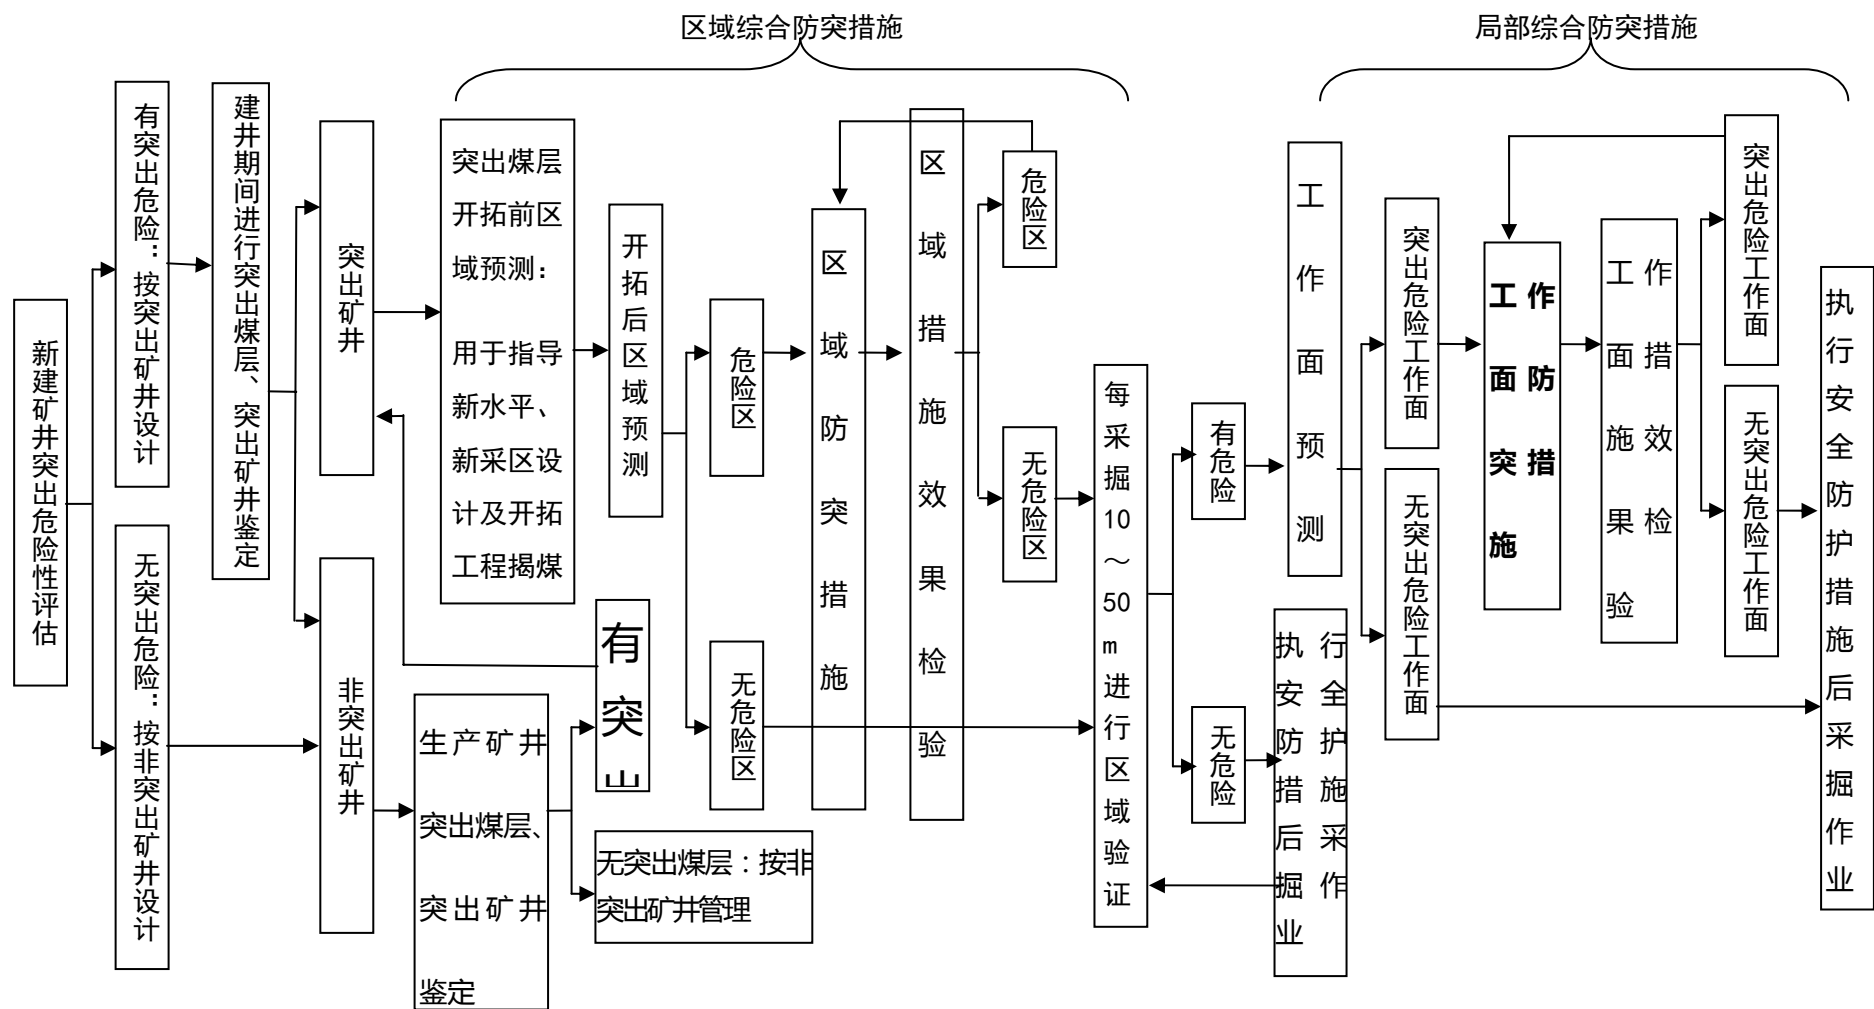 区域综合防突措施
局部综合防突措施
新建矿井突出危险性评估
有突出危险：按突出矿井设计
无突出危险：按非突出矿井设计
建井期间进行突出煤层、突出矿井鉴定
突出矿井
非突出矿井
突出煤层
开拓前区
域预测：
用于指导
新水平、
新采区设
计及开拓
工程揭煤
生产矿井
突出煤层、
突出矿井
鉴定
有突
无突出煤层：按非
突出矿井管理
开拓后区域预测
危险区
无危险区
区域防突措施
区域措施效果检验
危险区
无危险区
每采掘10～50m进行区域验证
有危险
无危险
执行
安全
防护
措施
后采
掘作
业
工作面预测
突出危险工作面
无突出危险工作面
工作
面防
突措
施
工作
面措
施效
果检
验
突出危险工作面
无突出危险工作面
执行安全防护措施后采掘作业